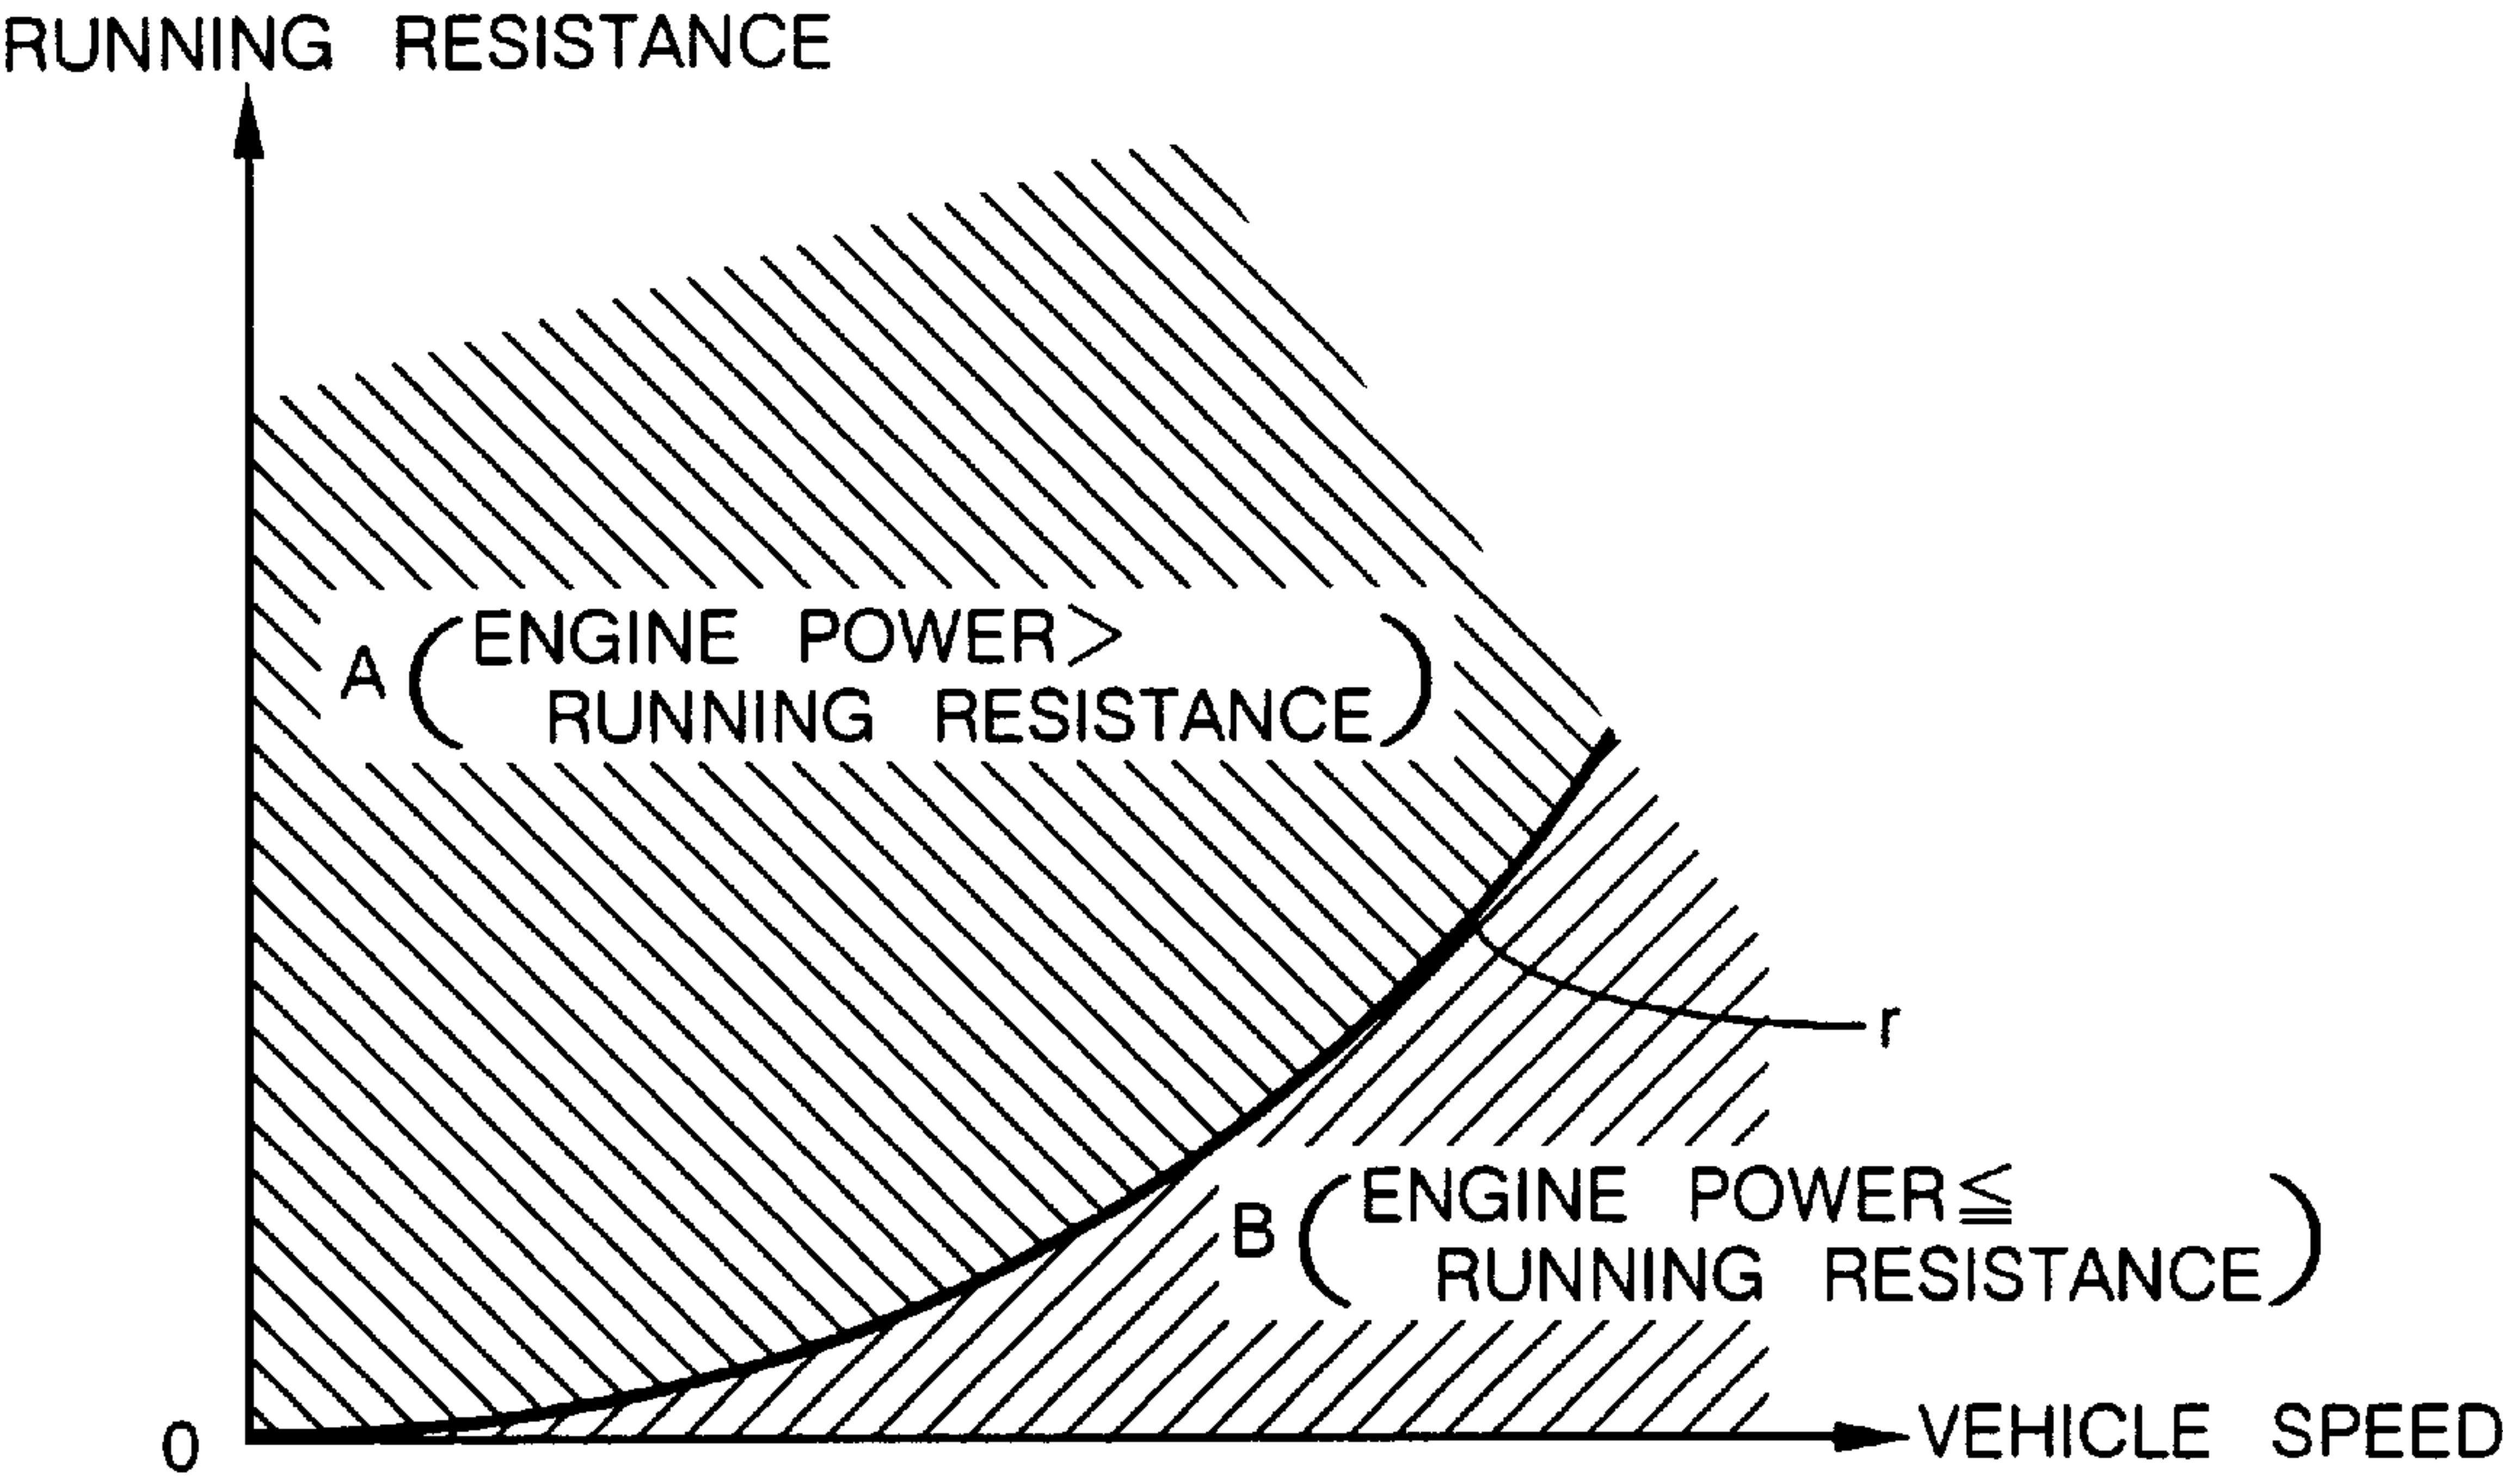 RUNNING RESISTANCE
A (ENGINE POWER>
RUNNING RESISTANCE)
r
B (ENGINE POWER≦
RUNNING RESISTANCE)
0
VEHICLE SPEED